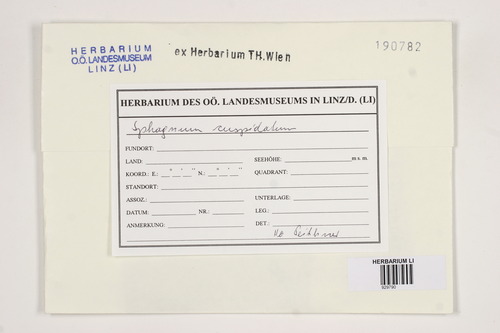 HERBARIUM
O.Ö. LANDESMUSEUM
LINZ (LI)
ex Herbarium TH.Wien
190782
HERBARIUM DES OÖ. LANDESMUSEUMS IN LINZ/D. (LI)
Sphagnum cuspidatum
FUNDORT:
LAND: SEEHÖHE: m s. m.
KOORD.: E.: ° ' " N.: ° ' " QUADRANT:
STANDORT:
ASSOZ.: UNTERLAGE:
DATUM: NR.: LEG.:
ANMERKUNG: DET.:
HERBARIUM LI